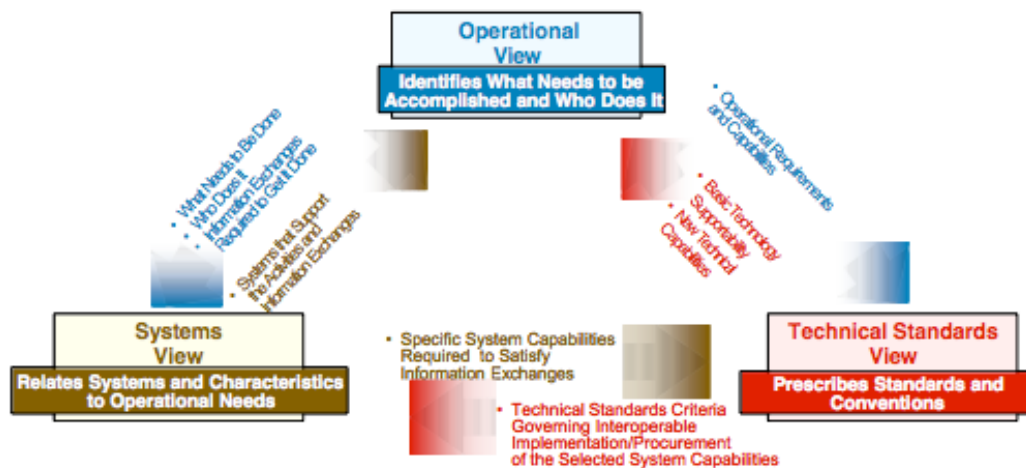 Operational
View
Identifies What Needs to be
Accomplished and Who Does It
• What Needs to Be Done
• Who Does It
• Information Exchanges
Required to Get It Done
• Systems that Support
the Activities and
Information Exchanges
• Operational Requirements
and Capabilities
• Basic Technology
Supportability
• New Technical
Capabilities
Systems
View
Relates Systems and Characteristics
to Operational Needs
• Specific System Capabilities
Required to Satisfy
Information Exchanges
• Technical Standards Criteria
Governing Interoperable
Implementation/Procurement
of the Selected System Capabilities
Technical Standards
View
Prescribes Standards and
Conventions